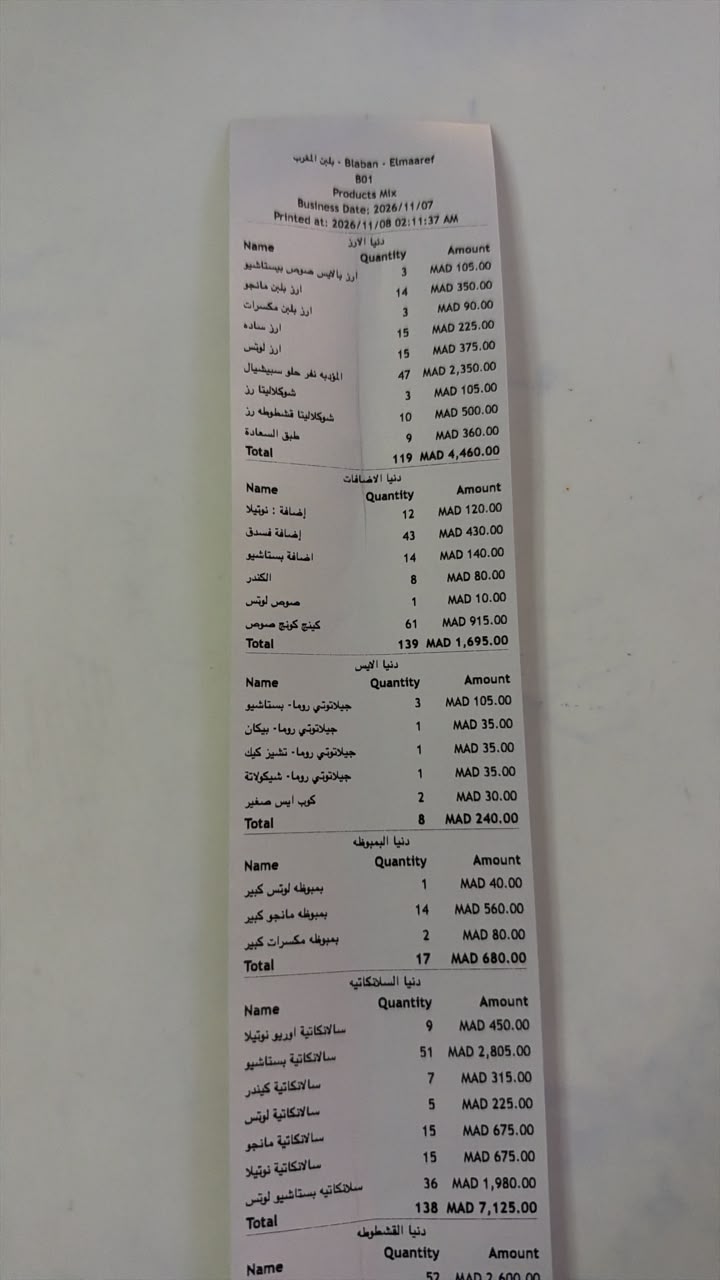 بلبن المغرب - Blaban - Elmaaref
B01
Products Mix
Business Date: 2026/11/07
Printed at: 2026/11/08 02:11:37 AM
دنيا الارز
Name Quantity Amount
ارز بالايس صوص بيستاشيو 3 MAD 105.00
ارز بلبن مانجو 14 MAD 350.00
ارز بلبن مكسرات 3 MAD 90.00
ارز ساده 15 MAD 225.00
ارز لوتس 15 MAD 375.00
المؤدبه نفر حلو سبيشيال 47 MAD 2,350.00
شوكلاليتا رز 3 MAD 105.00
شوكلاليتا قشطوطه رز 10 MAD 500.00
طبق السعادة 9 MAD 360.00
Total 119 MAD 4,460.00
دنيا الاضافات
Name Quantity Amount
إضافة : نوتيلا 12 MAD 120.00
إضافة فسدق 43 MAD 430.00
اضافة بستاشيو 14 MAD 140.00
الكندر 8 MAD 80.00
صوص لوتس 1 MAD 10.00
كينج كونج صوص 61 MAD 915.00
Total 139 MAD 1,695.00
دنيا الايس
Name Quantity Amount
جيلاتوتي روما- بستاشيو 3 MAD 105.00
جيلاتوتي روما- بيكان 1 MAD 35.00
جيلاتوتي روما- تشيز كيك 1 MAD 35.00
جيلاتوتي روما- شيكولاتة 1 MAD 35.00
كوب ايس صغير 2 MAD 30.00
Total 8 MAD 240.00
دنيا البمبوظه
Name Quantity Amount
بمبوظه لوتس كبير 1 MAD 40.00
بمبوظه مانجو كبير 14 MAD 560.00
بمبوظه مكسرات كبير 2 MAD 80.00
Total 17 MAD 680.00
دنيا السلانكاتيه
Name Quantity Amount
سالانكاتية اوريو نوتيلا 9 MAD 450.00
سالانكاتية بستاشيو 51 MAD 2,805.00
سالانكاتية كيندر 7 MAD 315.00
سالانكاتية لوتس 5 MAD 225.00
سالانكاتية مانجو 15 MAD 675.00
سالانكاتية نوتيلا 15 MAD 675.00
سلانكاتيه بستاشيو لوتس 36 MAD 1,980.00
Total 138 MAD 7,125.00
دنيا القشطوطه
Name Quantity Amount
52 MAD 2,600.00